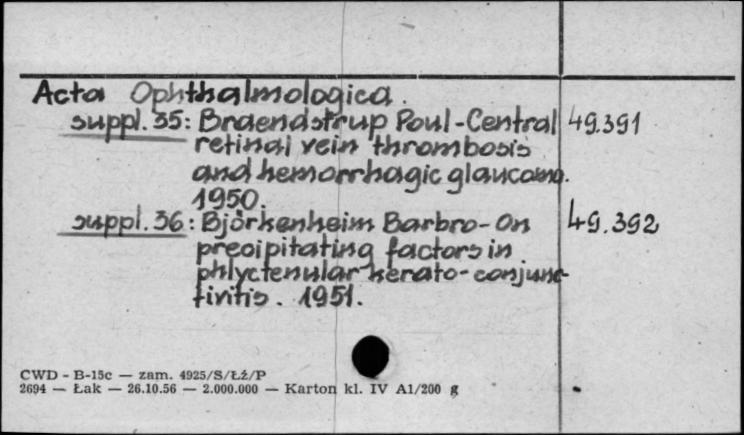 Acta Ophthalmologica.
suppl. 35: Braendstrup Poul - Central 49.391
retinal vein thrombosis
and hemorrhagic glaucoma.
1950.
suppl. 36: Björkenheim Barbro - On 49.392
precipitating factors in
phlyctenular kerato-conjunc-
tivitis. 1951.
CWD - B-15c — zam. 4925/S/Łź/P
2694 — Łak — 26.10.56 — 2.000.000 — Karton kl. IV A1/200 g